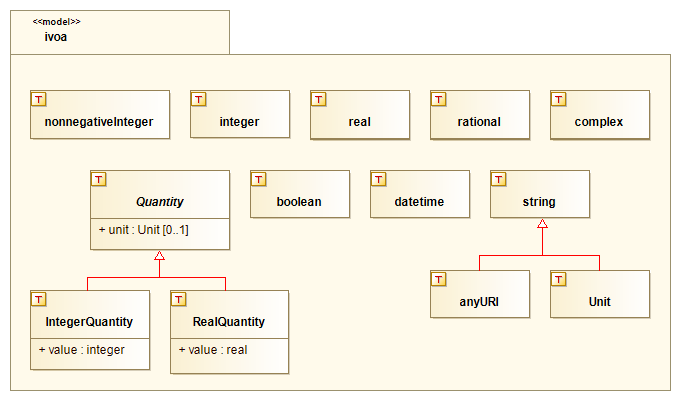 <<model>>
ivoa
T
nonnegativeInteger
T
integer
T
real
T
rational
T
complex
T
Quantity
+ unit : Unit [0..1]
T
boolean
T
datetime
T
string
T
IntegerQuantity
+ value : integer
T
RealQuantity
+ value : real
T
anyURI
T
Unit